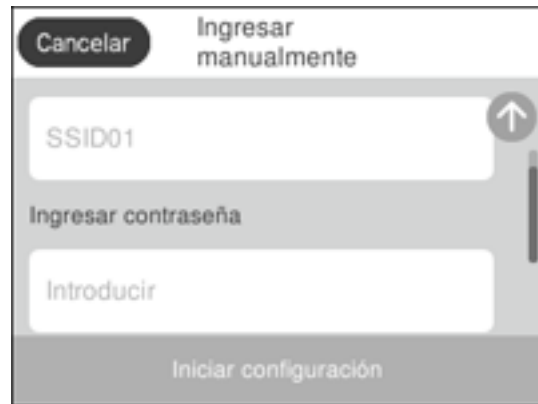 Cancelar
Ingresar
manualmente
SSID01
Ingresar contraseña
Introducir
Iniciar configuración